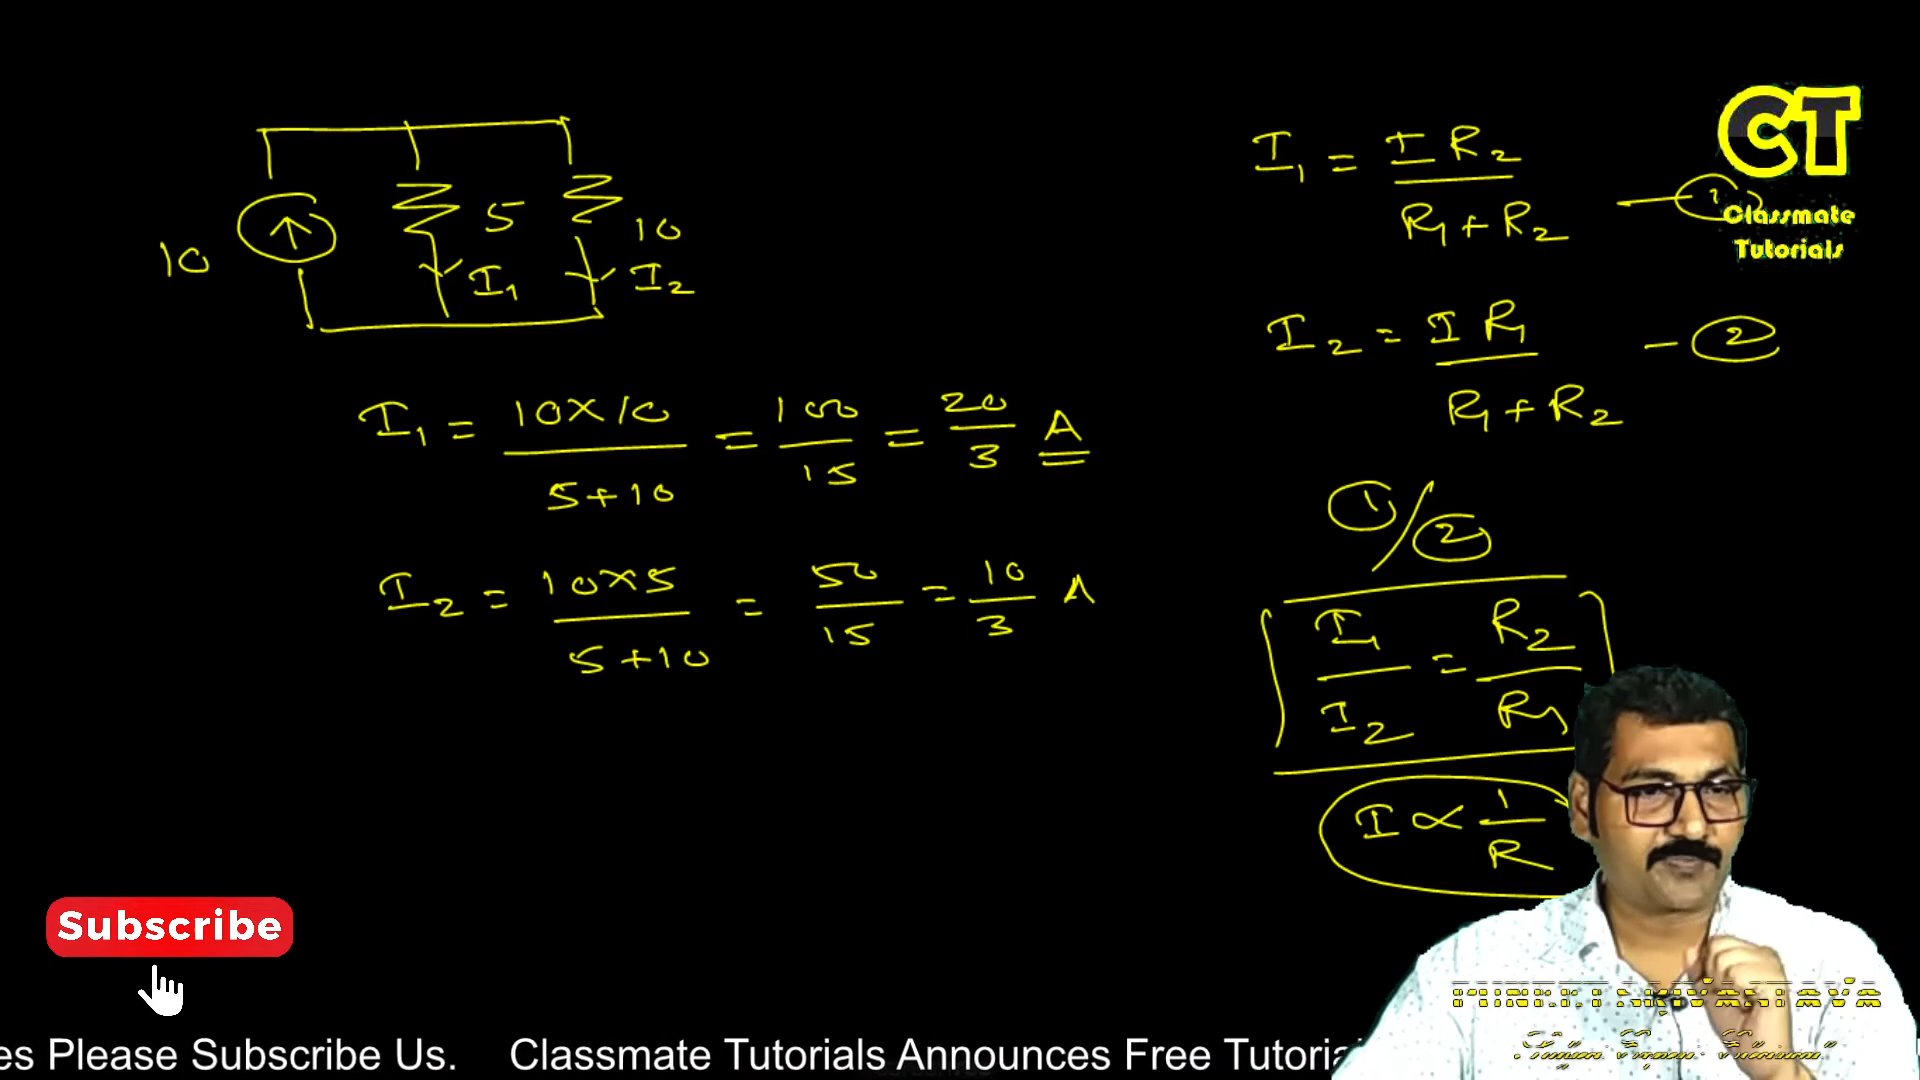 10
5
I₁
10
I₂
I₁ = 10×10 / 5+10 = 100 / 15 = 20 / 3 A
I₂ = 10×5 / 5+10 = 50 / 15 = 10 / 3 A
I₁ = I R₂ / R₁+R₂ — ①
I₂ = I R₁ / R₁+R₂ — ②
① / ②
I₁ / I₂ = R₂ / R₁
I ∝ 1 / R
CT
Classmate
Tutorials
Subscribe
es Please Subscribe Us. Classmate Tutorials Announces Free Tutoria